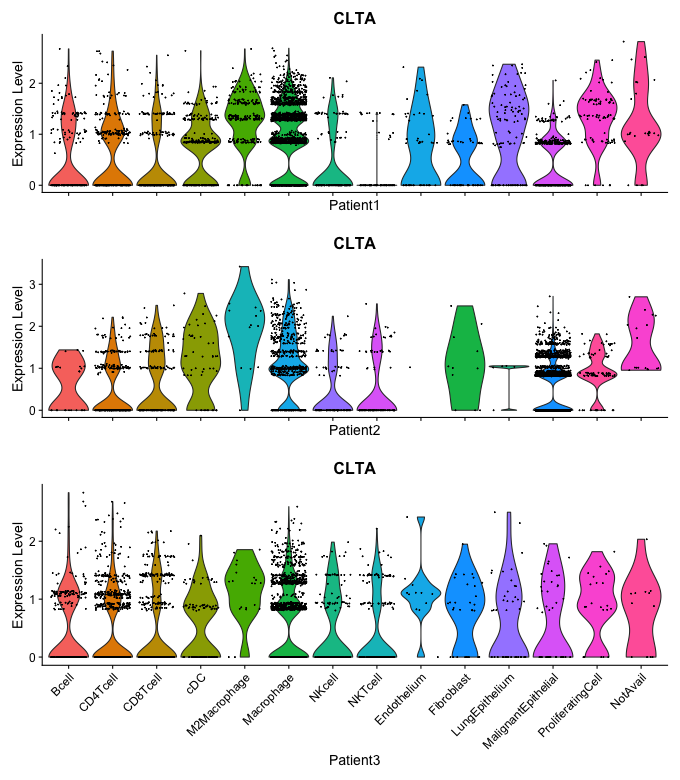 CLTA
Expression Level
2
1
0
Patient1
CLTA
Expression Level
3
2
1
0
Patient2
CLTA
Expression Level
2
1
0
Bcell
CD4Tcell
CD8Tcell
cDC
M2Macrophage
Macrophage
NKcell
NKTcell
Endothelium
Fibroblast
LungEpithelium
MalignantEpithelial
ProliferatingCell
NotAvail
Patient3